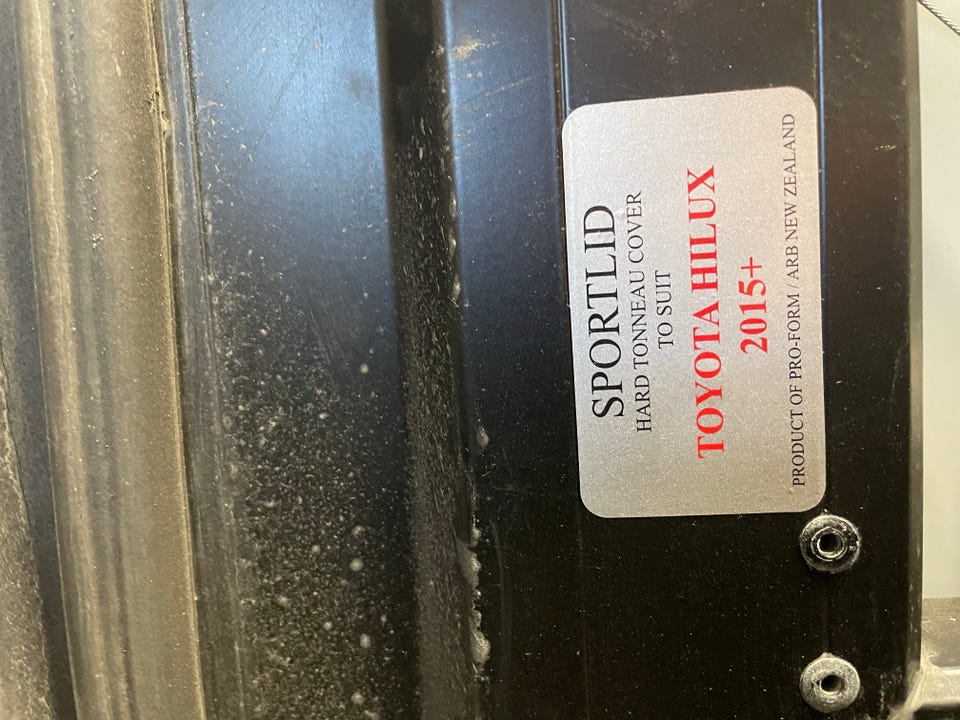 SPORTLID
HARD TONNEAU COVER
TO SUIT
TOYOTA HILUX
2015+
PRODUCT OF PRO-FORM / ARB NEW ZEALAND